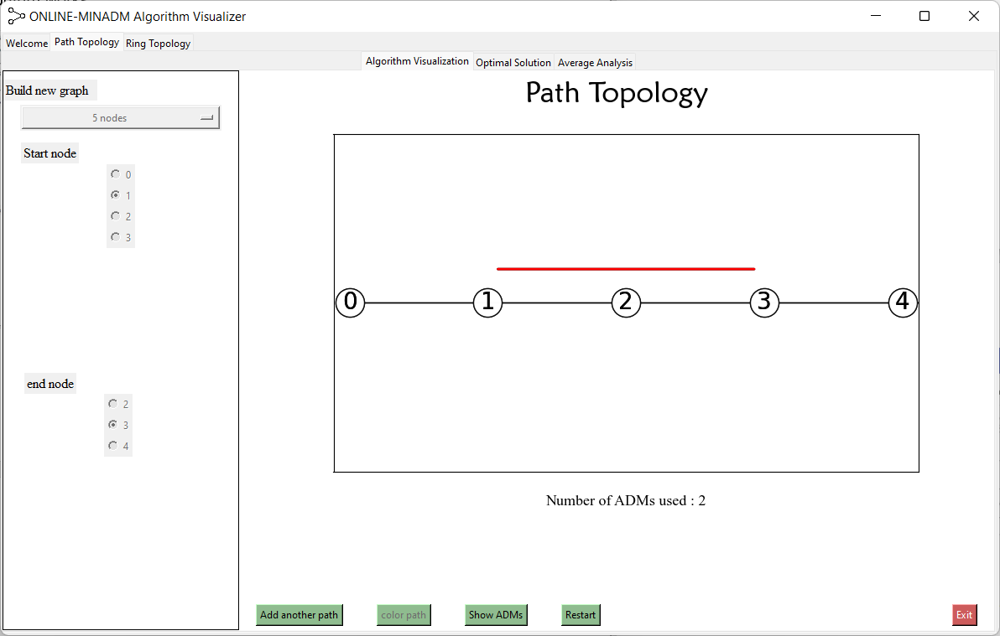 ONLINE-MINADM Algorithm Visualizer
Welcome Path Topology Ring Topology
Algorithm Visualization Optimal Solution Average Analysis
Build new graph
5 nodes
Start node
0
1
2
3
end node
2
3
4
Path Topology
0 1 2 3 4
Number of ADMs used : 2
Add another path color path Show ADMs Restart Exit